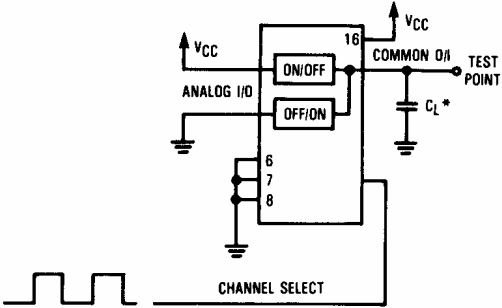 VCC
VCC
16
COMMON O/I
ON/OFF
TEST
POINT
ANALOG I/O
OFF/ON
CL*
6
7
8
CHANNEL SELECT